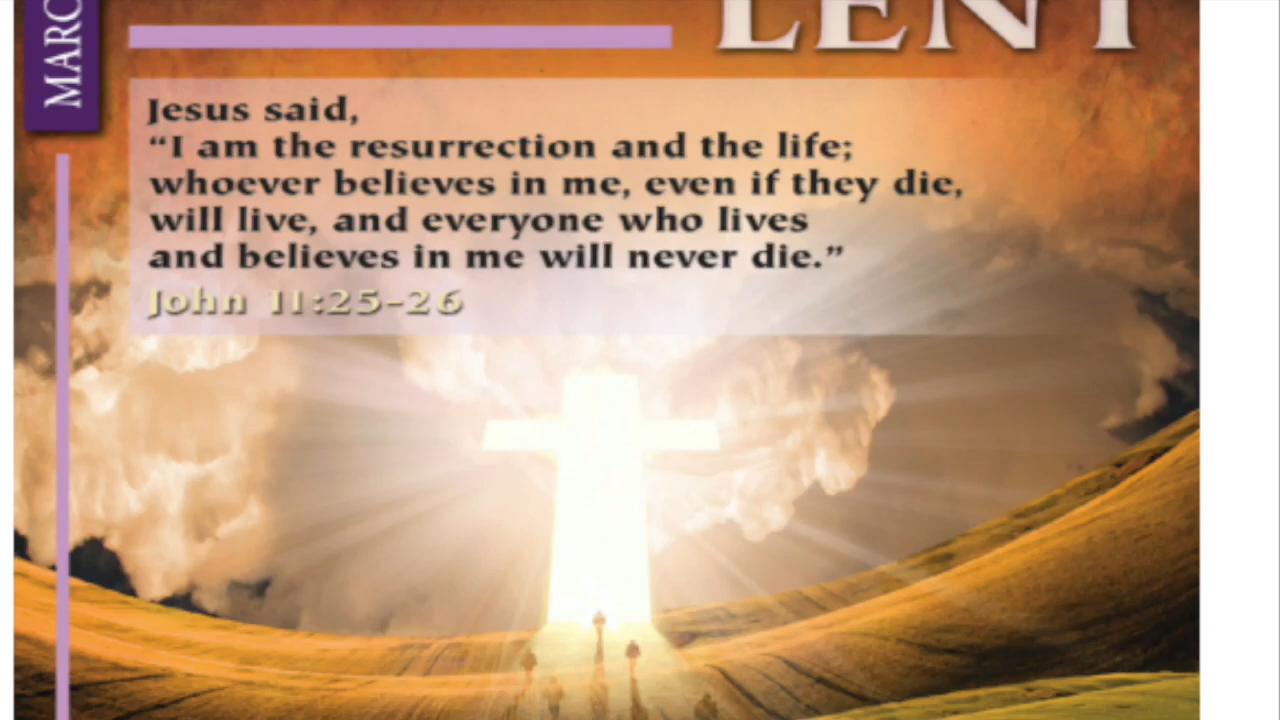 LENT
MARC
Jesus said,
“I am the resurrection and the life;
whoever believes in me, even if they die,
will live, and everyone who lives
and believes in me will never die.”
John 11:25–26